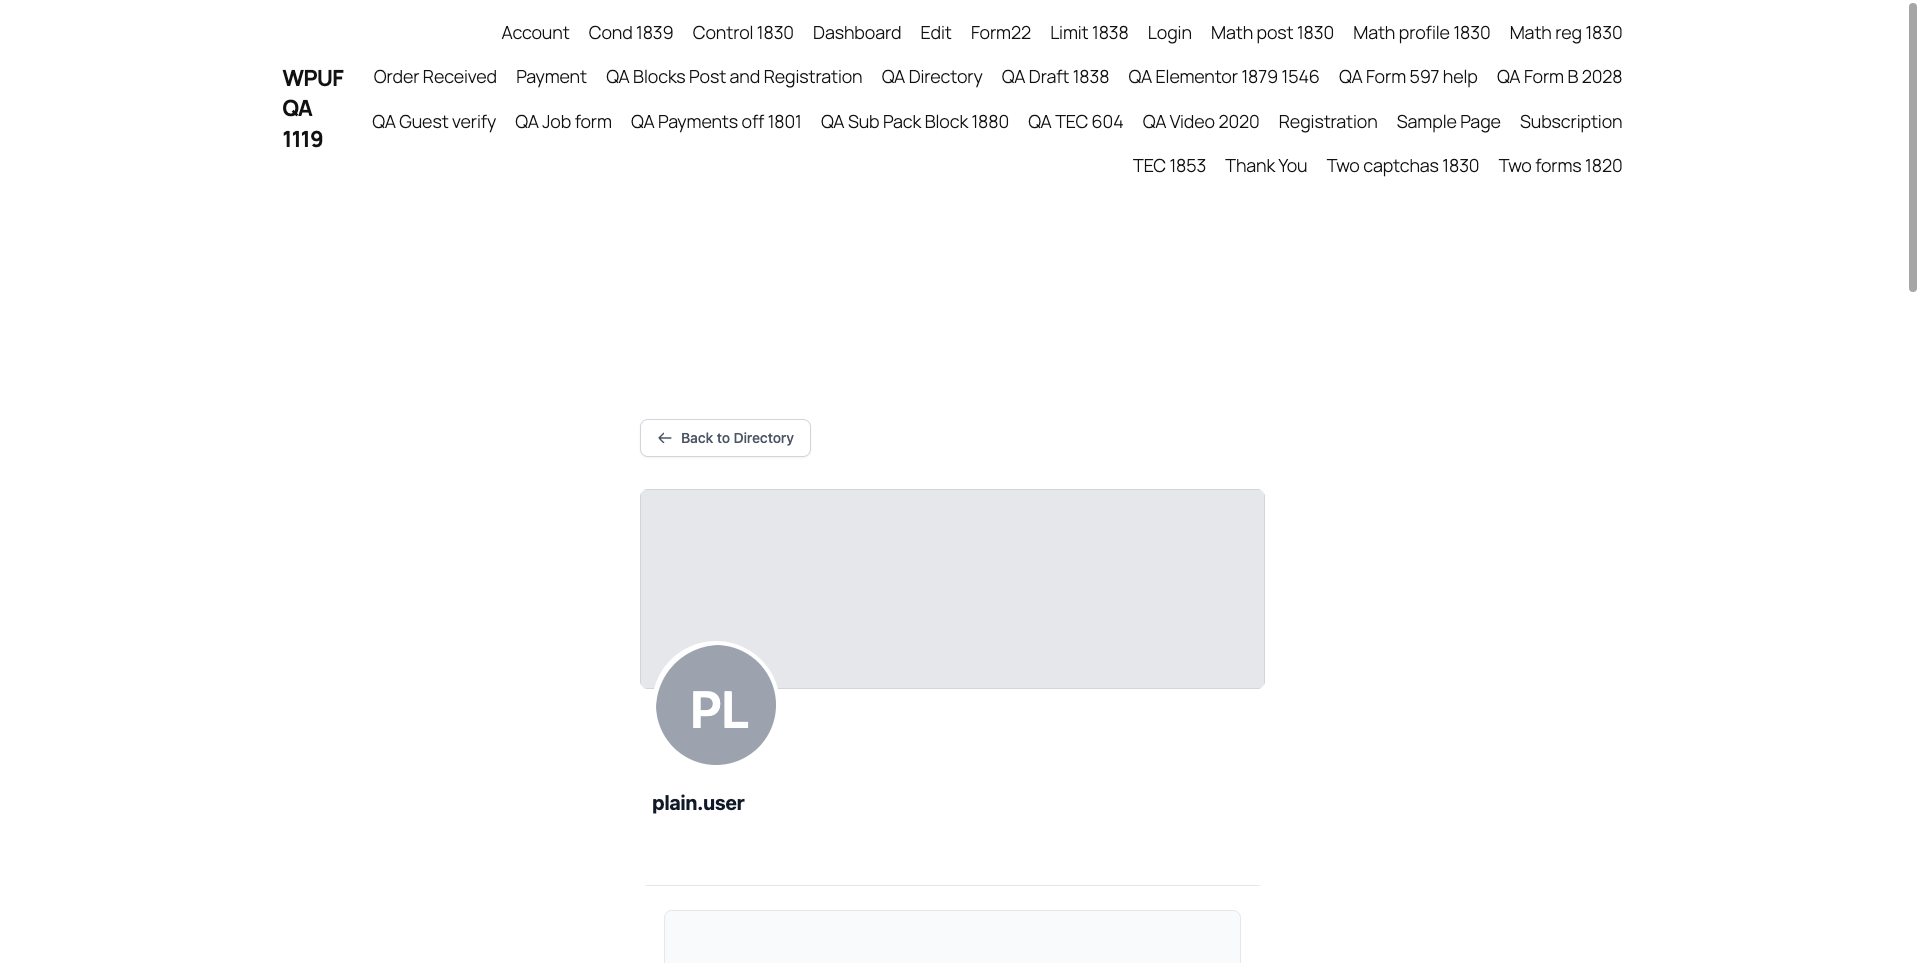 Account Cond 1839 Control 1830 Dashboard Edit Form22 Limit 1838 Login Math post 1830 Math profile 1830 Math reg 1830
WPUF
QA
1119
Order Received Payment QA Blocks Post and Registration QA Directory QA Draft 1838 QA Elementor 1879 1546 QA Form 597 help QA Form B 2028
QA Guest verify QA Job form QA Payments off 1801 QA Sub Pack Block 1880 QA TEC 604 QA Video 2020 Registration Sample Page Subscription
TEC 1853 Thank You Two captchas 1830 Two forms 1820
← Back to Directory
PL
plain.user